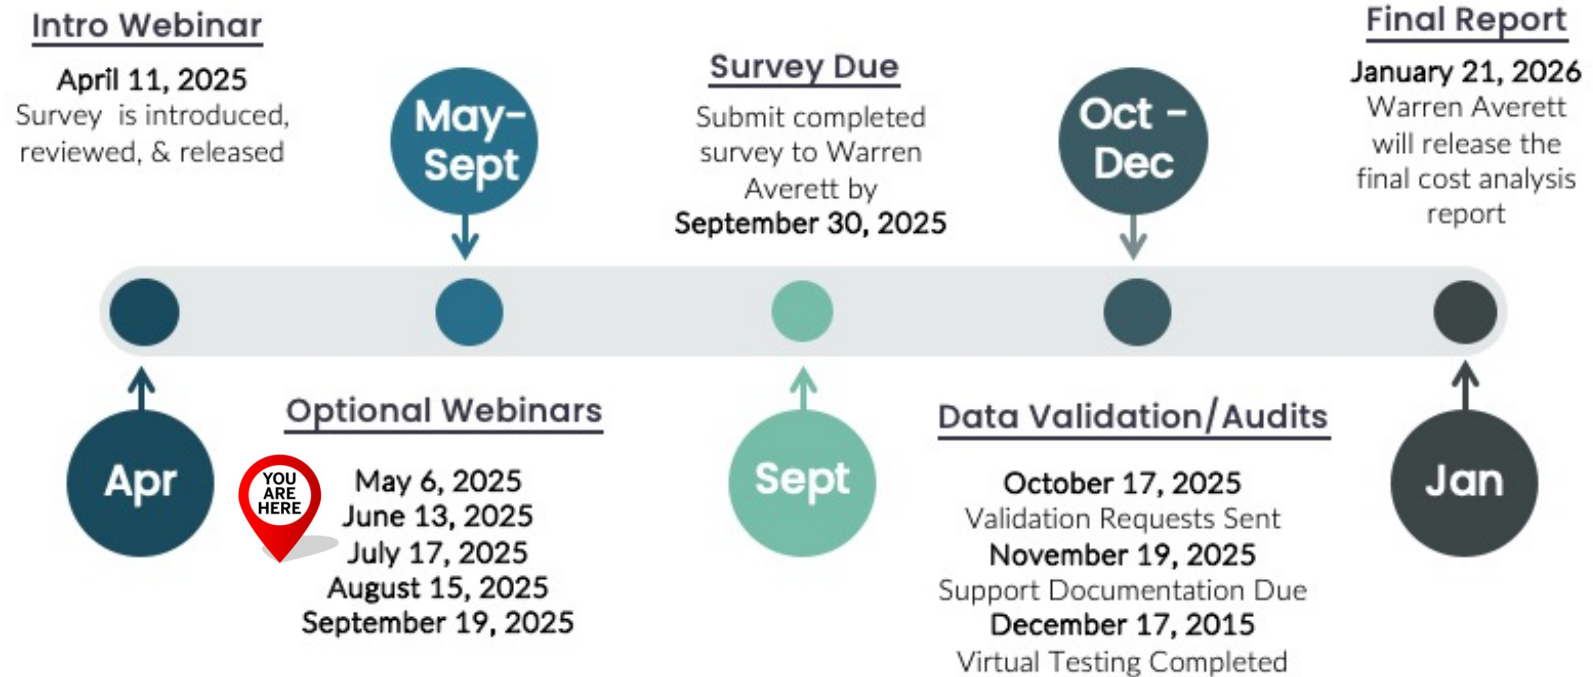 Intro Webinar
April 11, 2025
Survey is introduced,
reviewed, & released
May-
Sept
Survey Due
Submit completed
survey to Warren
Averett by
September 30, 2025
Oct -
Dec
Final Report
January 21, 2026
Warren Averett
will release the
final cost analysis
report
Apr
Optional Webinars
YOU
ARE
HERE
May 6, 2025
June 13, 2025
July 17, 2025
August 15, 2025
September 19, 2025
Sept
Data Validation/Audits
October 17, 2025
Validation Requests Sent
November 19, 2025
Support Documentation Due
December 17, 2015
Virtual Testing Completed
Jan